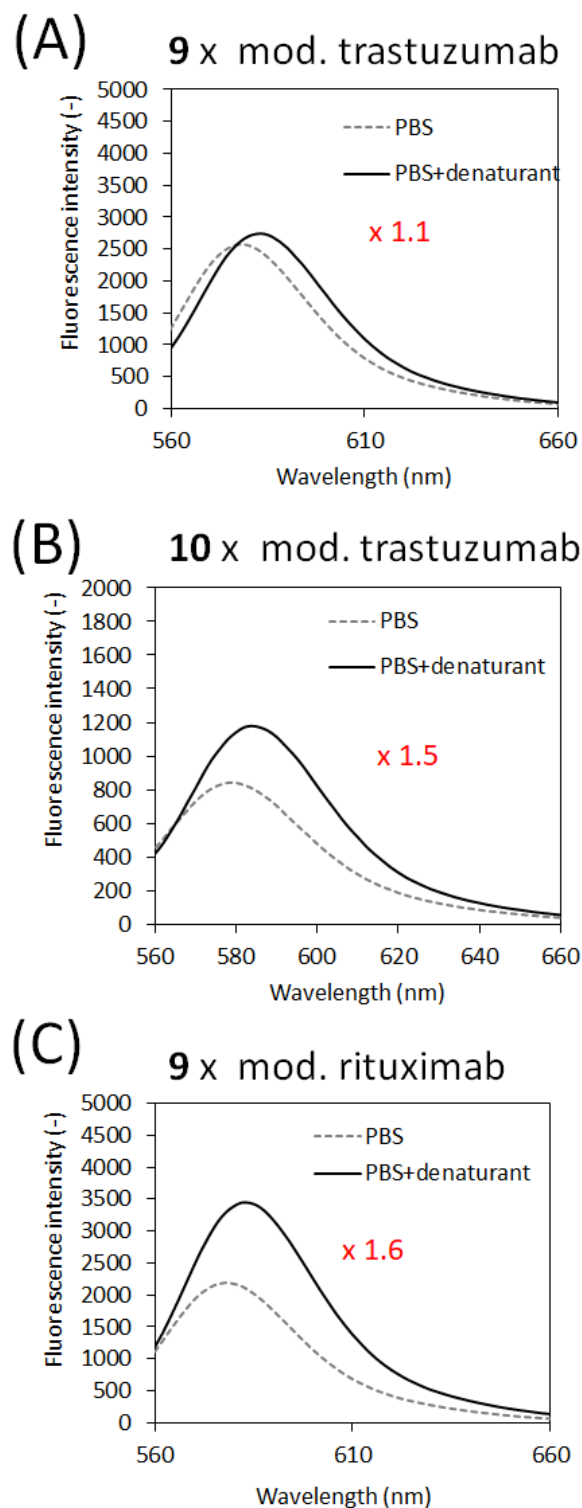 (A)
9 x mod. trastuzumab
5000
4500
4000
3500
3000
2500
2000
1500
1000
500
0
Fluorescence intensity (-)
PBS
PBS+denaturant
x 1.1
560
610
660
Wavelength (nm)
(B)
10 x mod. trastuzumab
2000
1800
1600
1400
1200
1000
800
600
400
200
0
Fluorescence intensity (-)
PBS
PBS+denaturant
x 1.5
560
580
600
620
640
660
Wavelength (nm)
(C)
9 x mod. rituximab
5000
4500
4000
3500
3000
2500
2000
1500
1000
500
0
Fluorescence intensity (-)
PBS
PBS+denaturant
x 1.6
560
610
660
Wavelength (nm)